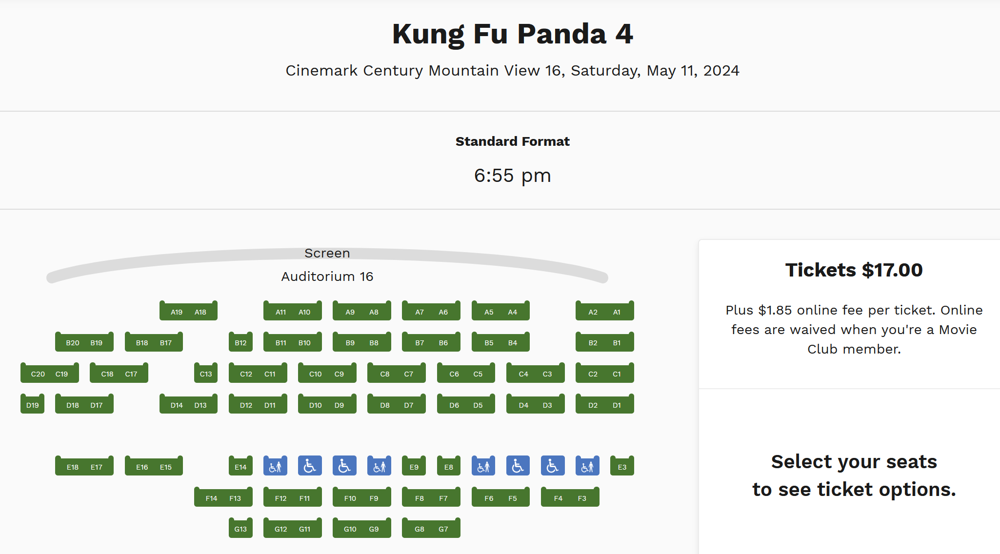 Kung Fu Panda 4
Cinemark Century Mountain View 16, Saturday, May 11, 2024
Standard Format
6:55 pm
Screen
Auditorium 16
A19 A18 A11 A10 A9 A8 A7 A6 A5 A4 A2 A1
B20 B19 B18 B17 B12 B11 B10 B9 B8 B7 B6 B5 B4 B2 B1
C20 C19 C18 C17 C13 C12 C11 C10 C9 C8 C7 C6 C5 C4 C3 C2 C1
D19 D18 D17 D14 D13 D12 D11 D10 D9 D8 D7 D6 D5 D4 D3 D2 D1
E18 E17 E16 E15 E14 E9 E8 E3
F14 F13 F12 F11 F10 F9 F8 F7 F6 F5 F4 F3
G13 G12 G11 G10 G9 G8 G7
Tickets $17.00
Plus $1.85 online fee per ticket. Online
fees are waived when you're a Movie
Club member.
Select your seats
to see ticket options.